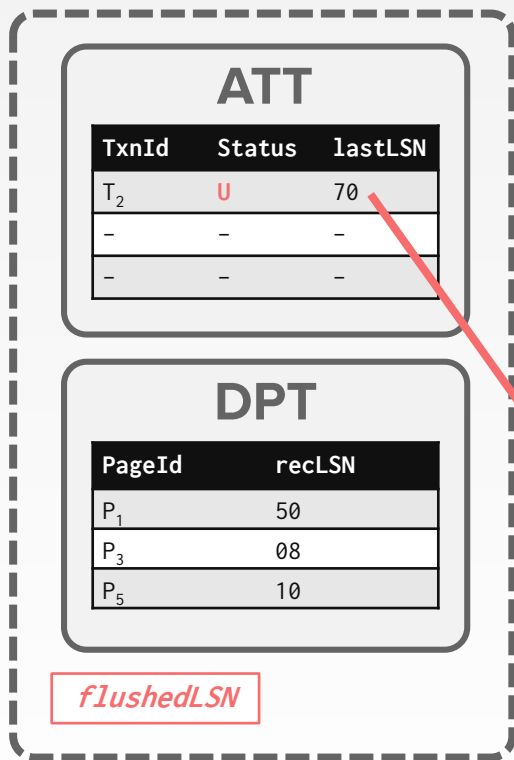 ATT
TxnId Status lastLSN
T₂ U 70
– – –
– – –
DPT
PageId recLSN
P₁ 50
P₃ 08
P₅ 10
flushedLSN